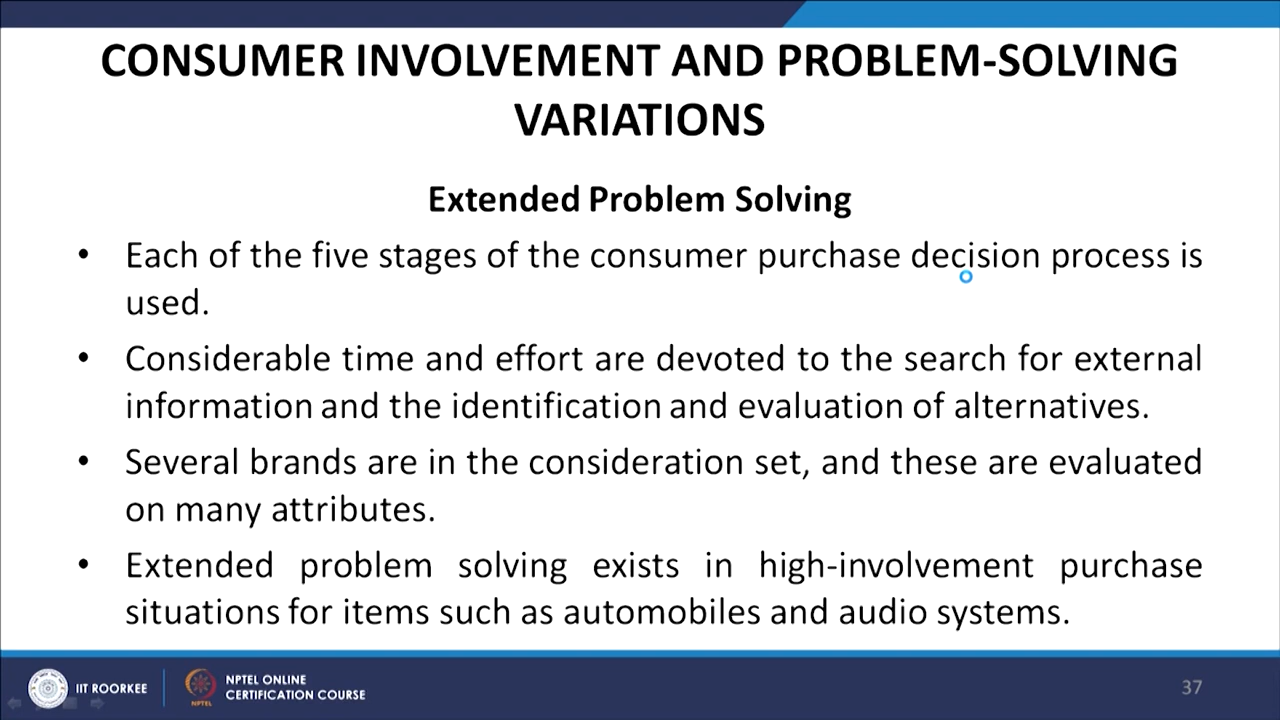 CONSUMER INVOLVEMENT AND PROBLEM-SOLVING
VARIATIONS
Extended Problem Solving
• Each of the five stages of the consumer purchase decision process is
used.
• Considerable time and effort are devoted to the search for external
information and the identification and evaluation of alternatives.
• Several brands are in the consideration set, and these are evaluated
on many attributes.
• Extended problem solving exists in high-involvement purchase
situations for items such as automobiles and audio systems.
IIT ROORKEE
NPTEL
NPTEL ONLINE
CERTIFICATION COURSE
37